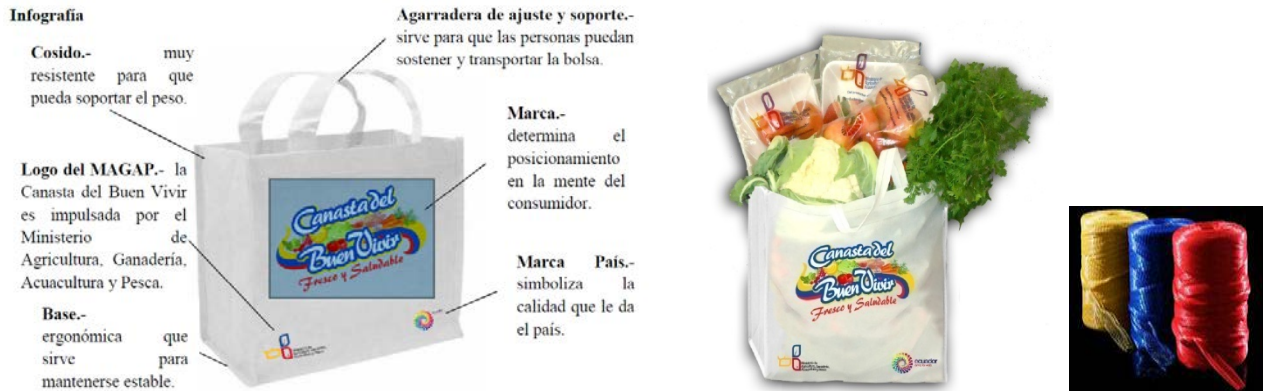 Infografía
Cosido.- muy
resistente para que
pueda soportar el peso.
Logo del MAGAP.- la
Canasta del Buen Vivir
es impulsada por el
Ministerio de
Agricultura, Ganadería,
Acuacultura y Pesca.
Base.-
ergonómica que
sirve para
mantenerse estable.
Agarradera de ajuste y soporte.-
sirve para que las personas puedan
sostener y transportar la bolsa.
Marca.-
determina el
posicionamiento
en la mente del
consumidor.
Marca País.-
simboliza la
calidad que le da
el país.
Canasta del
Buen Vivir
Fresco y Saludable
Canasta del
Buen Vivir
Fresco y Saludable
ecuador